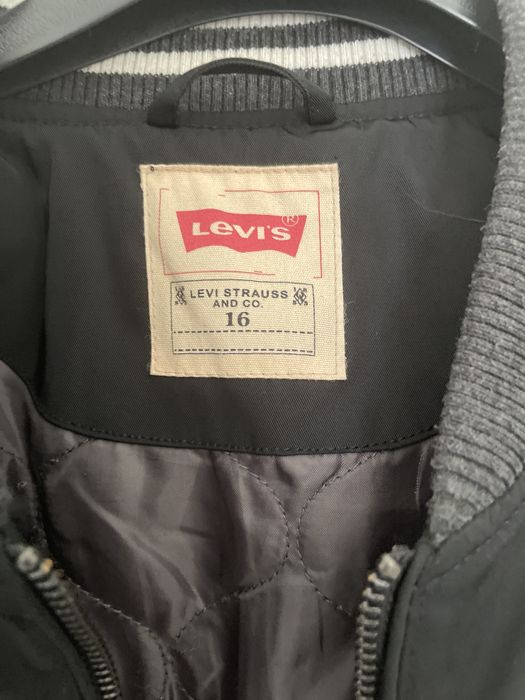 Levi's ®
LEVI STRAUSS
AND CO.
16